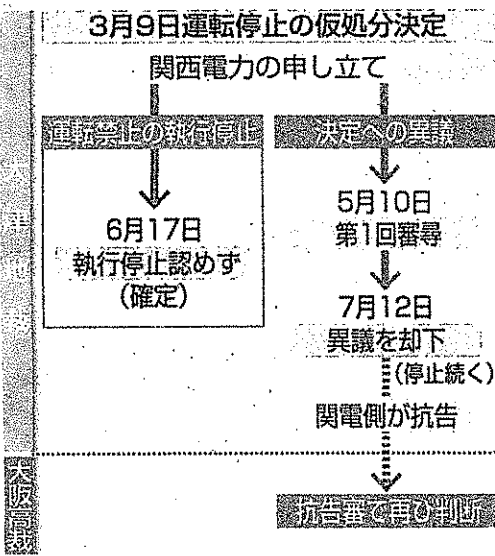 3月9日運転停止の仮処分決定
関西電力の申し立て
運転禁止の執行停止
決定への異議
大津地裁
6月17日
執行停止認めず
(確定)
5月10日
第1回審尋
7月12日
異議を却下
(停止続く)
関電側が抗告
大阪高裁
抗告審で再び判断